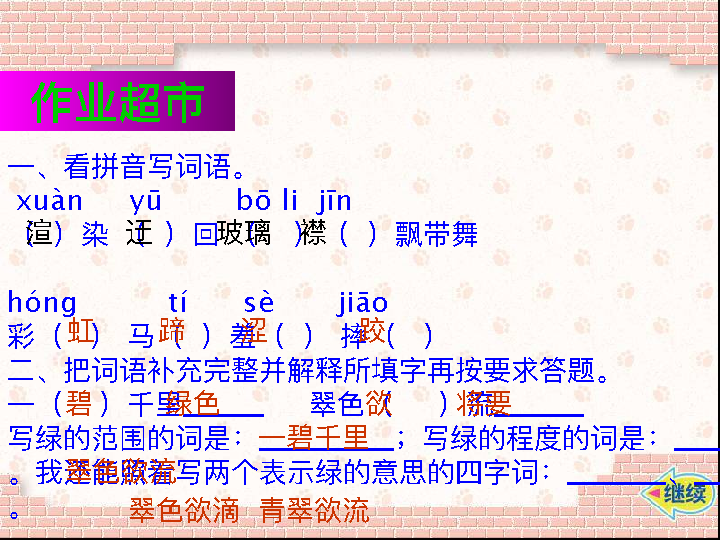 作业超市
一、看拼音写词语。
xuàn yū bō li jīn
（渲）染 （迂）回 （玻璃） 襟（ ）飘带舞
hóng tí sè jiāo
彩（虹） 马（蹄）羞（涩） 摔（跤）
二、把词语补充完整并解释所填字再按要求答题。
一（碧）千里绿色 翠色（欲）流将要
写绿的范围的词是：一碧千里；写绿的程度的词是：
翠色欲流。我还能照着写两个表示绿的意思的四字词：
。 翠色欲滴 青翠欲流
继续